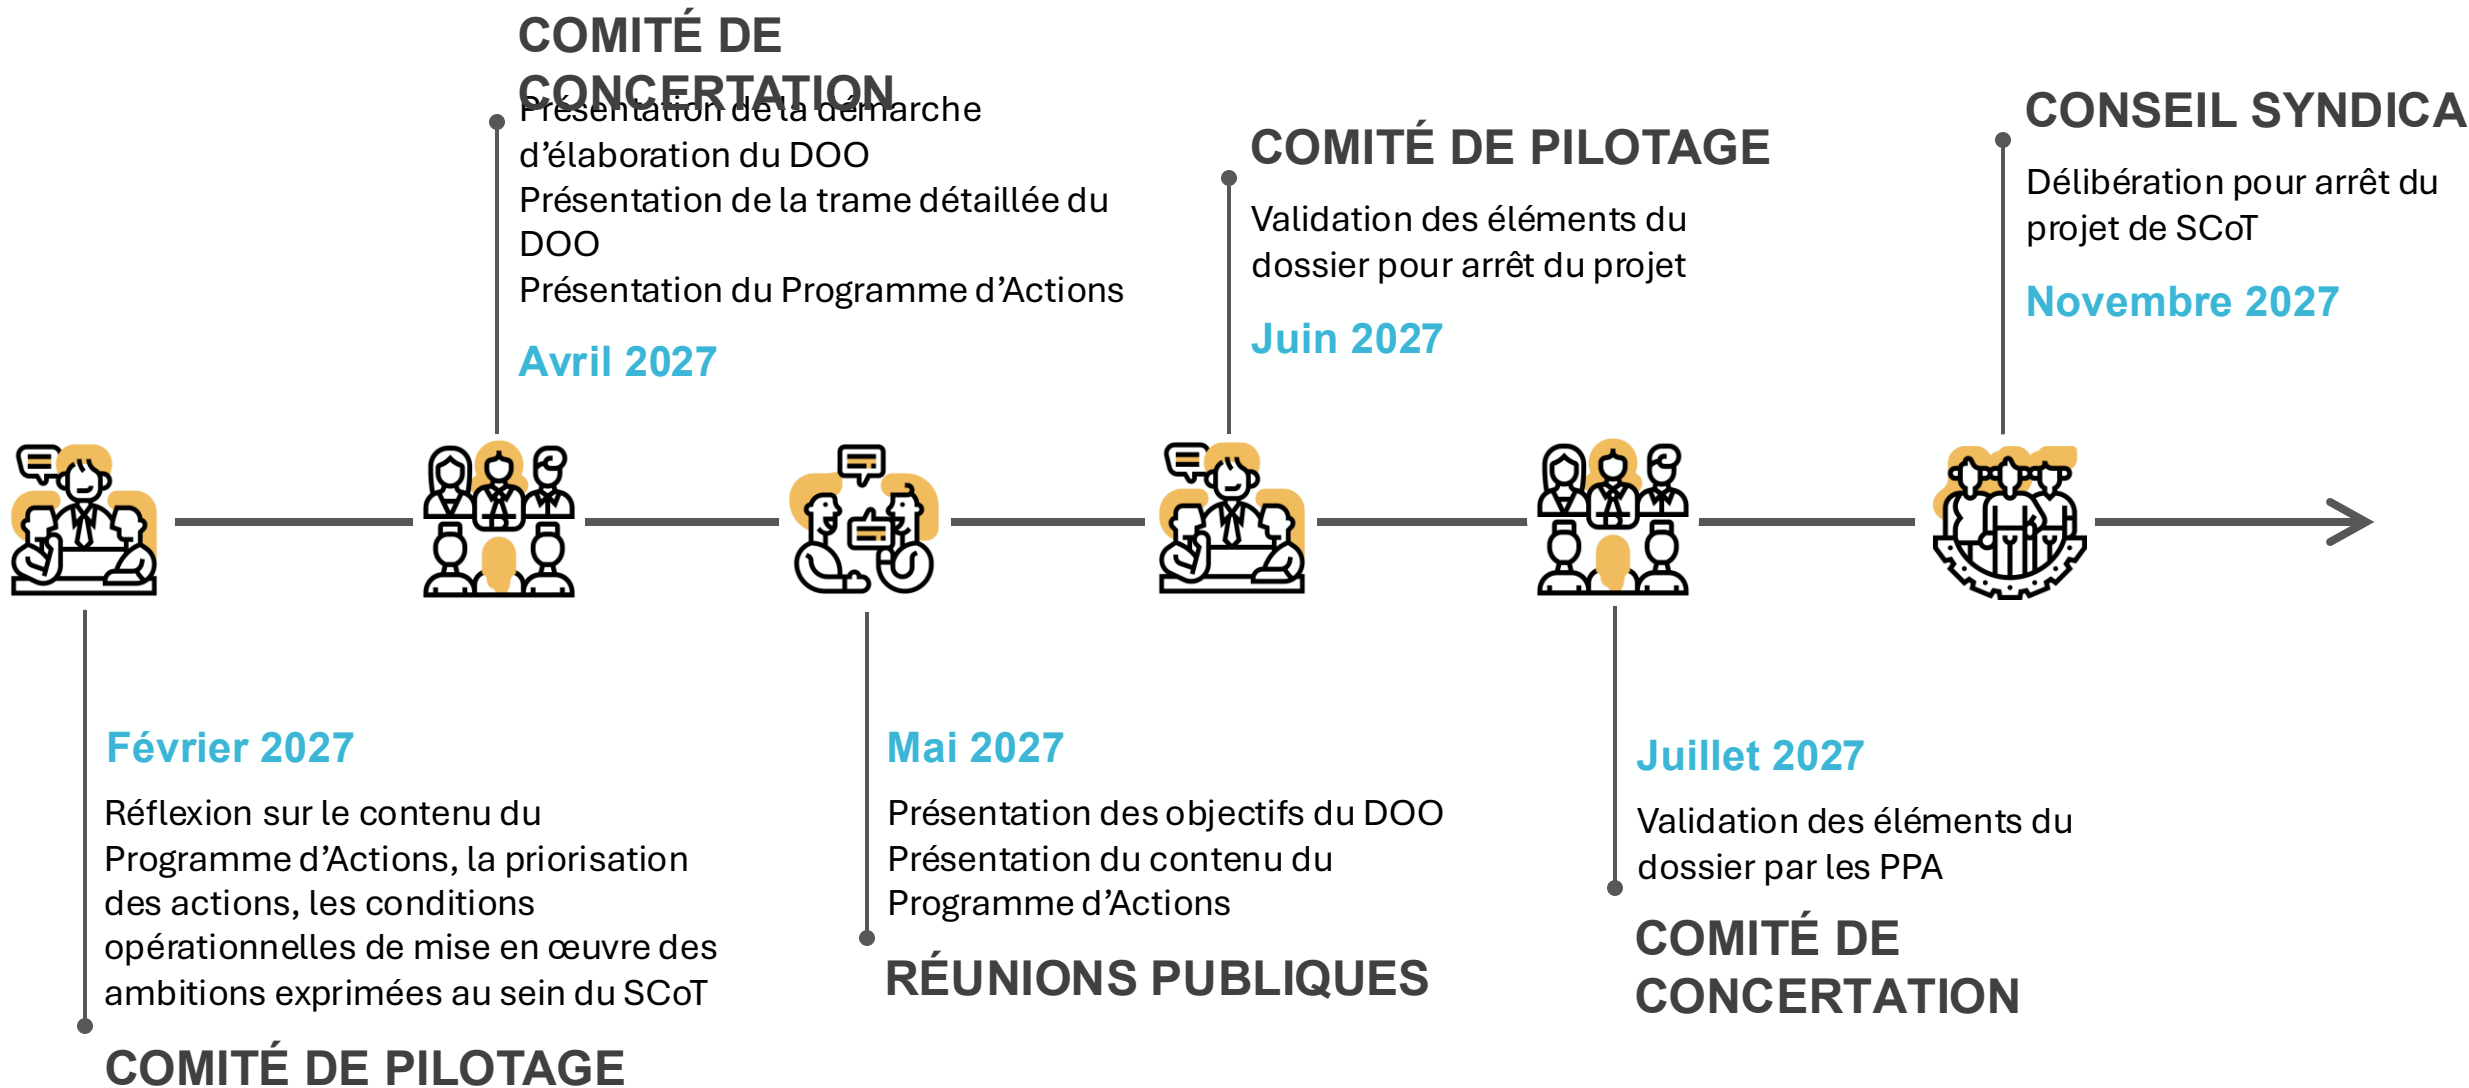 COMITÉ DE
CONCERTATION
Présentation de la démarche
d’élaboration du DOO
Présentation de la trame détaillée du
DOO
Présentation du Programme d’Actions
Avril 2027
COMITÉ DE PILOTAGE
Validation des éléments du
dossier pour arrêt du projet
Juin 2027
CONSEIL SYNDICA
Délibération pour arrêt du
projet de SCoT
Novembre 2027
Février 2027
Réflexion sur le contenu du
Programme d’Actions, la priorisation
des actions, les conditions
opérationnelles de mise en œuvre des
ambitions exprimées au sein du SCoT
COMITÉ DE PILOTAGE
Mai 2027
Présentation des objectifs du DOO
Présentation du contenu du
Programme d’Actions
RÉUNIONS PUBLIQUES
Juillet 2027
Validation des éléments du
dossier par les PPA
COMITÉ DE
CONCERTATION